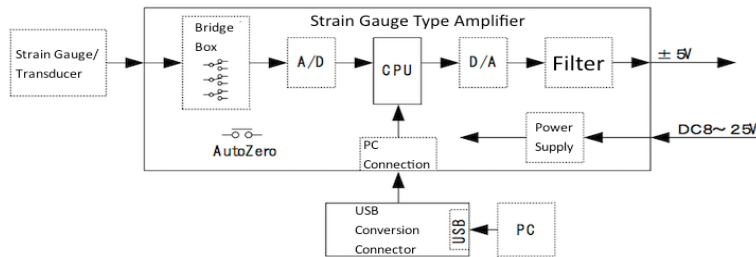 Strain Gauge Type Amplifier
Strain Gauge/
Transducer
Bridge
Box
A/D
CPU
D/A
Filter
±5V
AutoZero
PC
Connection
Power
Supply
DC8~25V
USB
Conversion
Connector
USB
PC